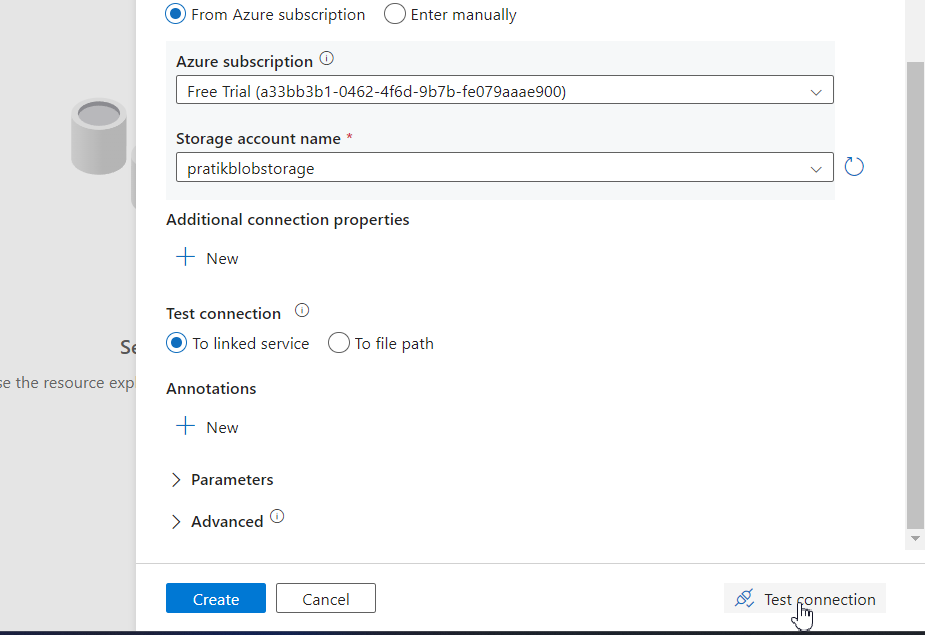 From Azure subscription Enter manually
Azure subscription
Free Trial (a33bb3b1-0462-4f6d-9b7b-fe079aaae900)
Storage account name *
pratikblobstorage
Additional connection properties
New
Test connection
To linked service To file path
Se
se the resource exp
Annotations
New
Parameters
Advanced
Create Cancel Test connection